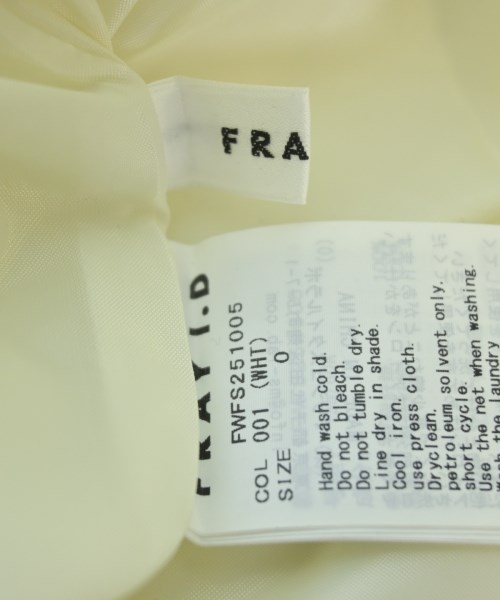 FRA
FRAY I.D
FWFS251005
COL 001 (WHT)
SIZE 0
Hand wash cold.
Do not bleach.
Do not tumble dry.
Line dry in shade.
Cool iron.
use press cloth.
Dryclean.
petroleum solvent only.
short cycle.
Use the net when washing.
the laundry